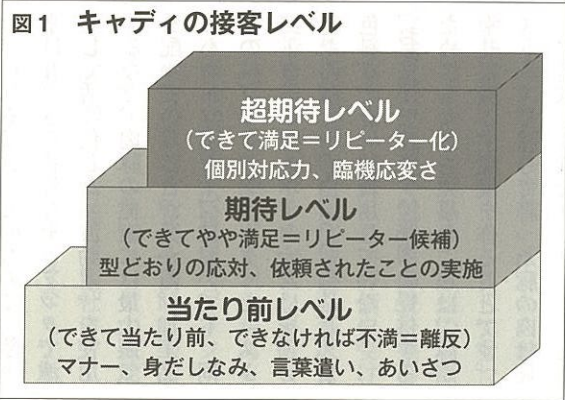 図1 キャディの接客レベル
超期待レベル
(できて満足=リピーター化)
個別対応力、臨機応変さ
期待レベル
(できてやや満足=リピーター候補)
型どおりの応対、依頼されたことの実施
当たり前レベル
(できて当たり前、できなければ不満=離反)
マナー、身だしなみ、言葉遣い、あいさつ